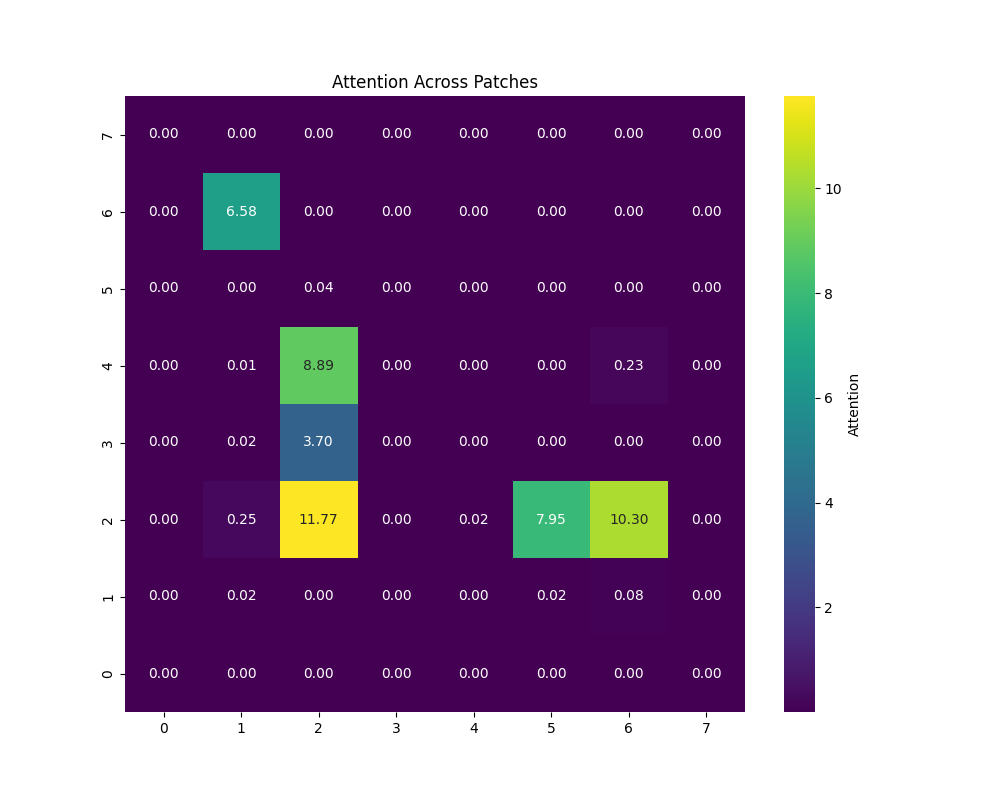 Attention Across Patches
7 0.00 0.00 0.00 0.00 0.00 0.00 0.00 0.00
6 0.00 6.58 0.00 0.00 0.00 0.00 0.00 0.00
5 0.00 0.00 0.04 0.00 0.00 0.00 0.00 0.00
4 0.00 0.01 8.89 0.00 0.00 0.00 0.23 0.00
3 0.00 0.02 3.70 0.00 0.00 0.00 0.00 0.00
2 0.00 0.25 11.77 0.00 0.02 7.95 10.30 0.00
1 0.00 0.02 0.00 0.00 0.00 0.02 0.08 0.00
0 0.00 0.00 0.00 0.00 0.00 0.00 0.00 0.00
0 1 2 3 4 5 6 7
10
8
6
4
2
Attention